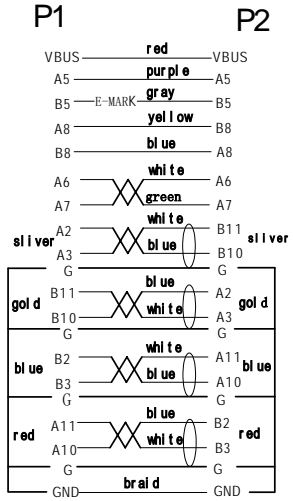 P1 P2
red
VBUS VBUS
purple
A5 A5
gray
B5 E-MARK B5
yellow
A8 B8
blue
B8 A8
white
A6 A6
green
A7 A7
white
A2 B11
sliver blue sliver
A3 B10
G G
blue
B11 A2
gold gold
white
B10 A3
G G
white
B2 A11
blue blue blue
B3 A10
G G
blue
A11 B2
red white red
A10 B3
G G
braid
GND GND